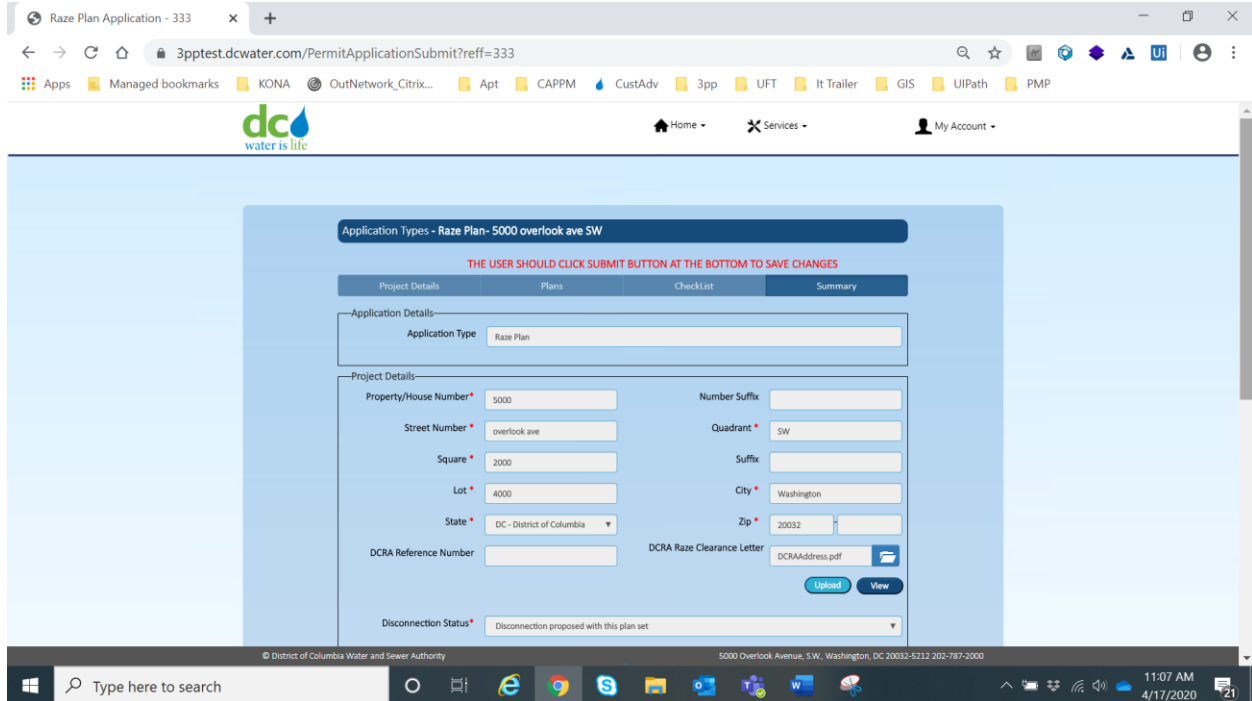 Raze Plan Application - 333
3pptest.dcwater.com/PermitApplicationSubmit?reff=333
Apps Managed bookmarks KONA OutNetwork_Citrix... Apt CAPPM CustAdv 3pp UFT It Trailer GIS UIPath PMP
dc
water is life
Home Services My Account
Application Types - Raze Plan- 5000 overlook ave SW
THE USER SHOULD CLICK SUBMIT BUTTON AT THE BOTTOM TO SAVE CHANGES
Project Details Plans CheckList Summary
Application Details
Application Type Raze Plan
Project Details
Property/House Number* 5000 Number Suffix
Street Number * overlook ave Quadrant * SW
Square * 2000 Suffix
Lot * 4000 City * Washington
State * DC - District of Columbia Zip * 20032 -
DCRA Reference Number DCRA Raze Clearance Letter DCRAAddress.pdf
Upload View
Disconnection Status* Disconnection proposed with this plan set
© District of Columbia Water and Sewer Authority 5000 Overlook Avenue, S.W., Washington, DC 20032-5212 202-787-2000
Type here to search
11:07 AM
4/17/2020
21